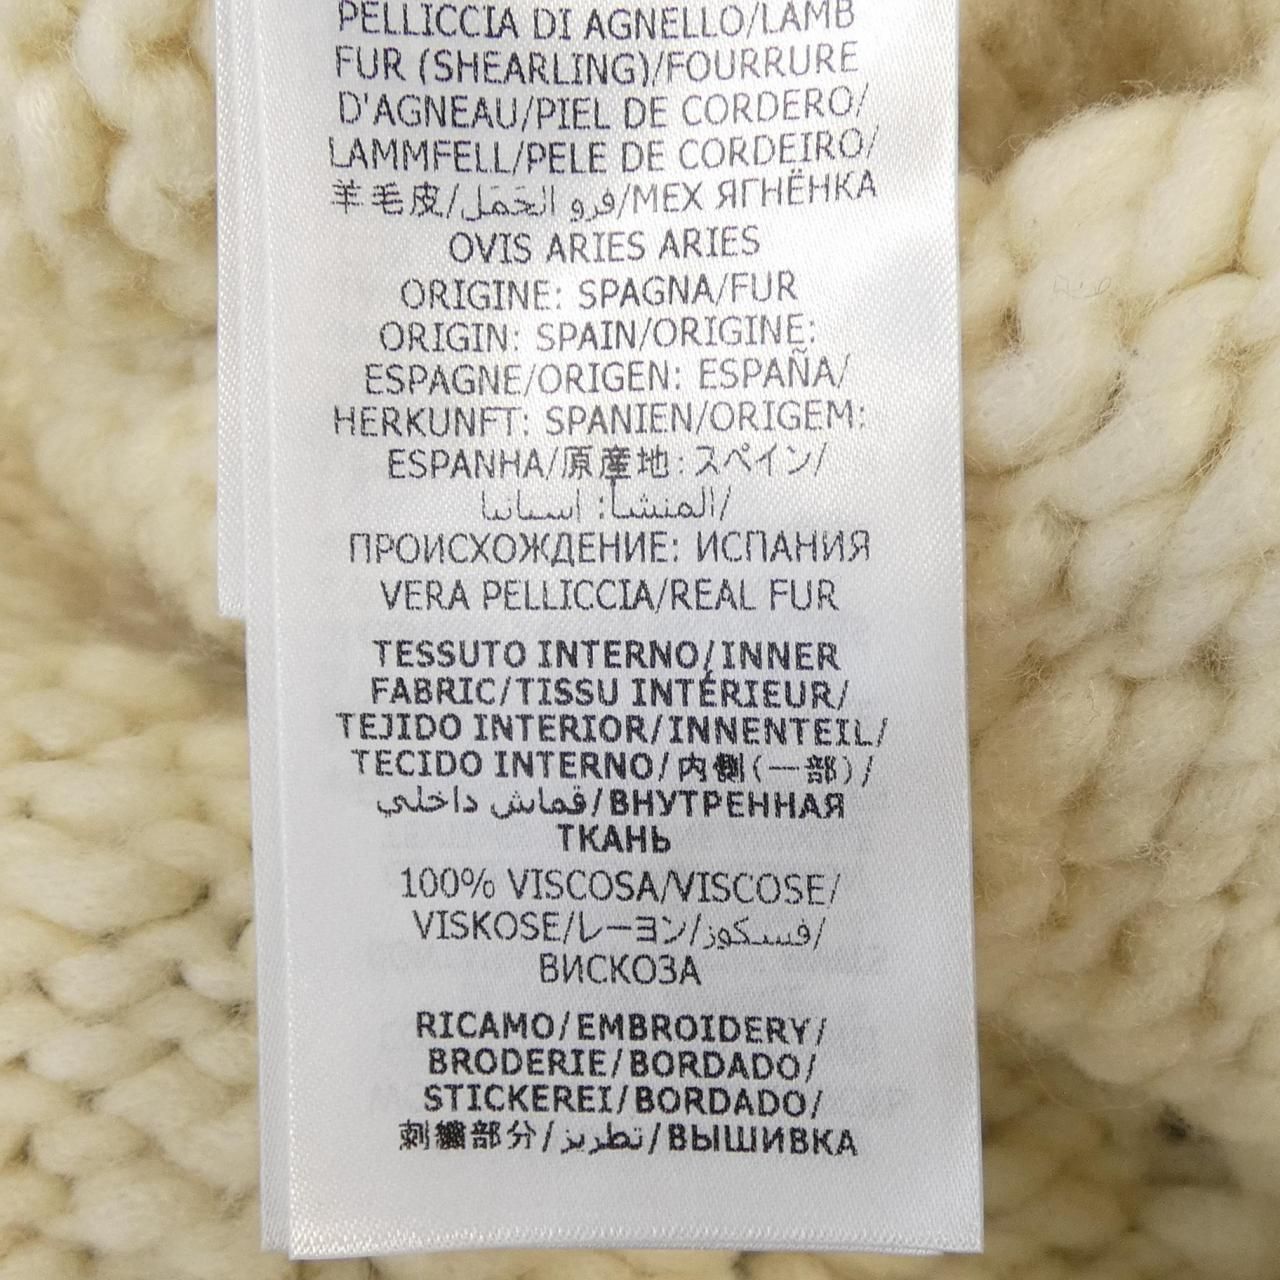 PELLICCIA DI AGNELLO/LAMB
FUR (SHEARLING)/FOURRURE
D'AGNEAU/PIEL DE CORDERO/
LAMMFELL/PELE DE CORDEIRO/
羊毛皮/فرو الحَمَل/МЕХ ЯГНЁНКА
OVIS ARIES ARIES
ORIGINE: SPAGNA/FUR
ORIGIN: SPAIN/ORIGINE:
ESPAGNE/ORIGEN: ESPAÑA/
HERKUNFT: SPANIEN/ORIGEM:
ESPANHA/原産地:スペイン/
المنشأ: اسبانيا/
ПРОИСХОЖДЕНИЕ: ИСПАНИЯ
VERA PELLICCIA/REAL FUR
TESSUTO INTERNO/INNER
FABRIC/TISSU INTÉRIEUR/
TEJIDO INTERIOR/INNENTEIL/
TECIDO INTERNO/内側(一部)/
قماش داخلي/ВНУТРЕННАЯ
ТКАНЬ
100% VISCOSA/VISCOSE/
VISKOSE/レーヨン/فسكوز/
ВИСКОЗА
RICAMO/EMBROIDERY/
BRODERIE/BORDADO/
STICKEREI/BORDADO/
刺繍部分/تطريز/ВЫШИВКА